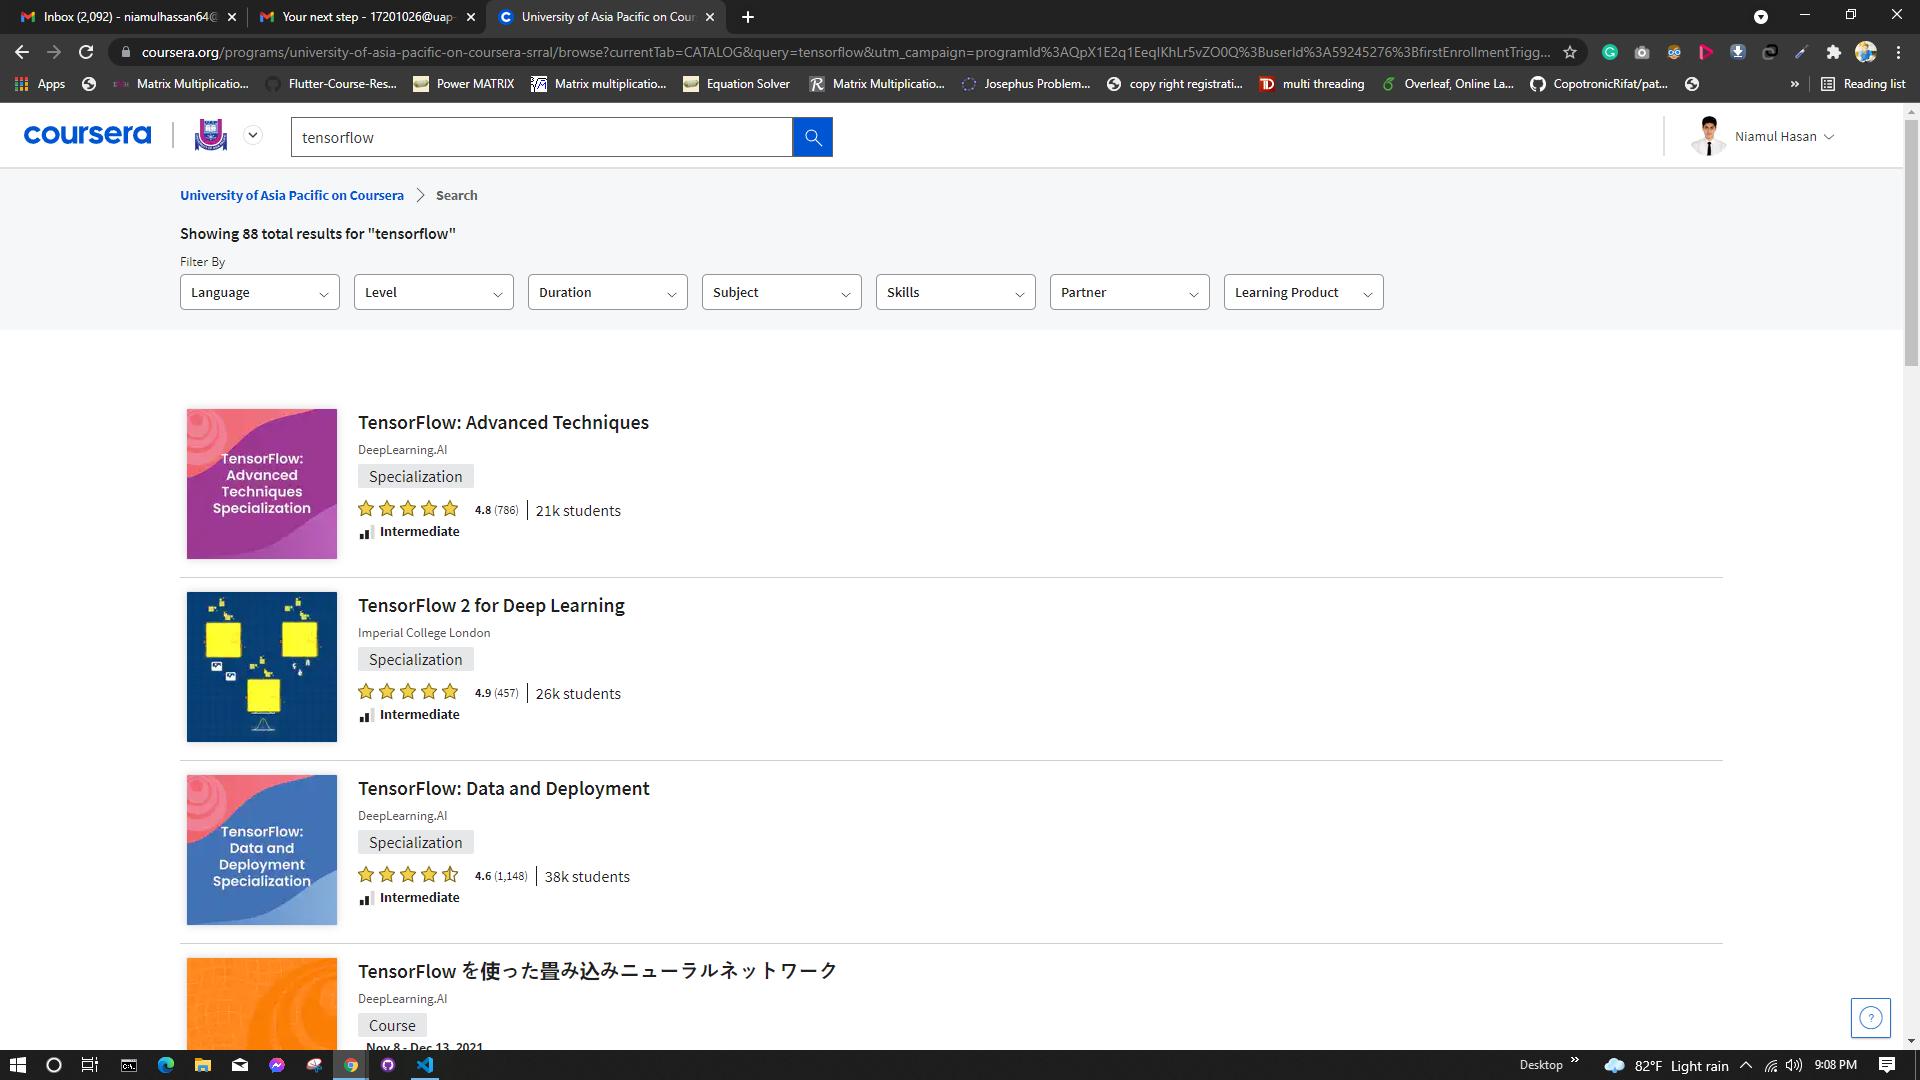 Inbox (2,092) - niamulhassan64@
Your next step - 17201026@uap-
University of Asia Pacific on Cour
coursera.org/programs/university-of-asia-pacific-on-coursera-srral/browse?currentTab=CATALOG&query=tensorflow&utm_campaign=programId%3AQpX1E2q1EeqIKhLr5vZO0Q%3BuserId%3A59245276%3BfirstEnrollmentTrigg...
Apps
Matrix Multiplicatio...
Flutter-Course-Res...
Power MATRIX
Matrix multiplicatio...
Equation Solver
Matrix Multiplicatio...
Josephus Problem...
copy right registrati...
multi threading
Overleaf, Online La...
CopotronicRifat/pat...
Reading list
coursera
tensorflow
Niamul Hasan
University of Asia Pacific on Coursera
Search
Showing 88 total results for "tensorflow"
Filter By
Language
Level
Duration
Subject
Skills
Partner
Learning Product
TensorFlow:
Advanced
Techniques
Specialization
TensorFlow: Advanced Techniques
DeepLearning.AI
Specialization
4.8 (786) 21k students
Intermediate
TensorFlow 2 for Deep Learning
Imperial College London
Specialization
4.9 (457) 26k students
Intermediate
TensorFlow:
Data and
Deployment
Specialization
TensorFlow: Data and Deployment
DeepLearning.AI
Specialization
4.6 (1,148) 38k students
Intermediate
TensorFlow を使った畳み込みニューラルネットワーク
DeepLearning.AI
Course
Nov 8 - Dec 13, 2021
Desktop
82°F Light rain
9:08 PM